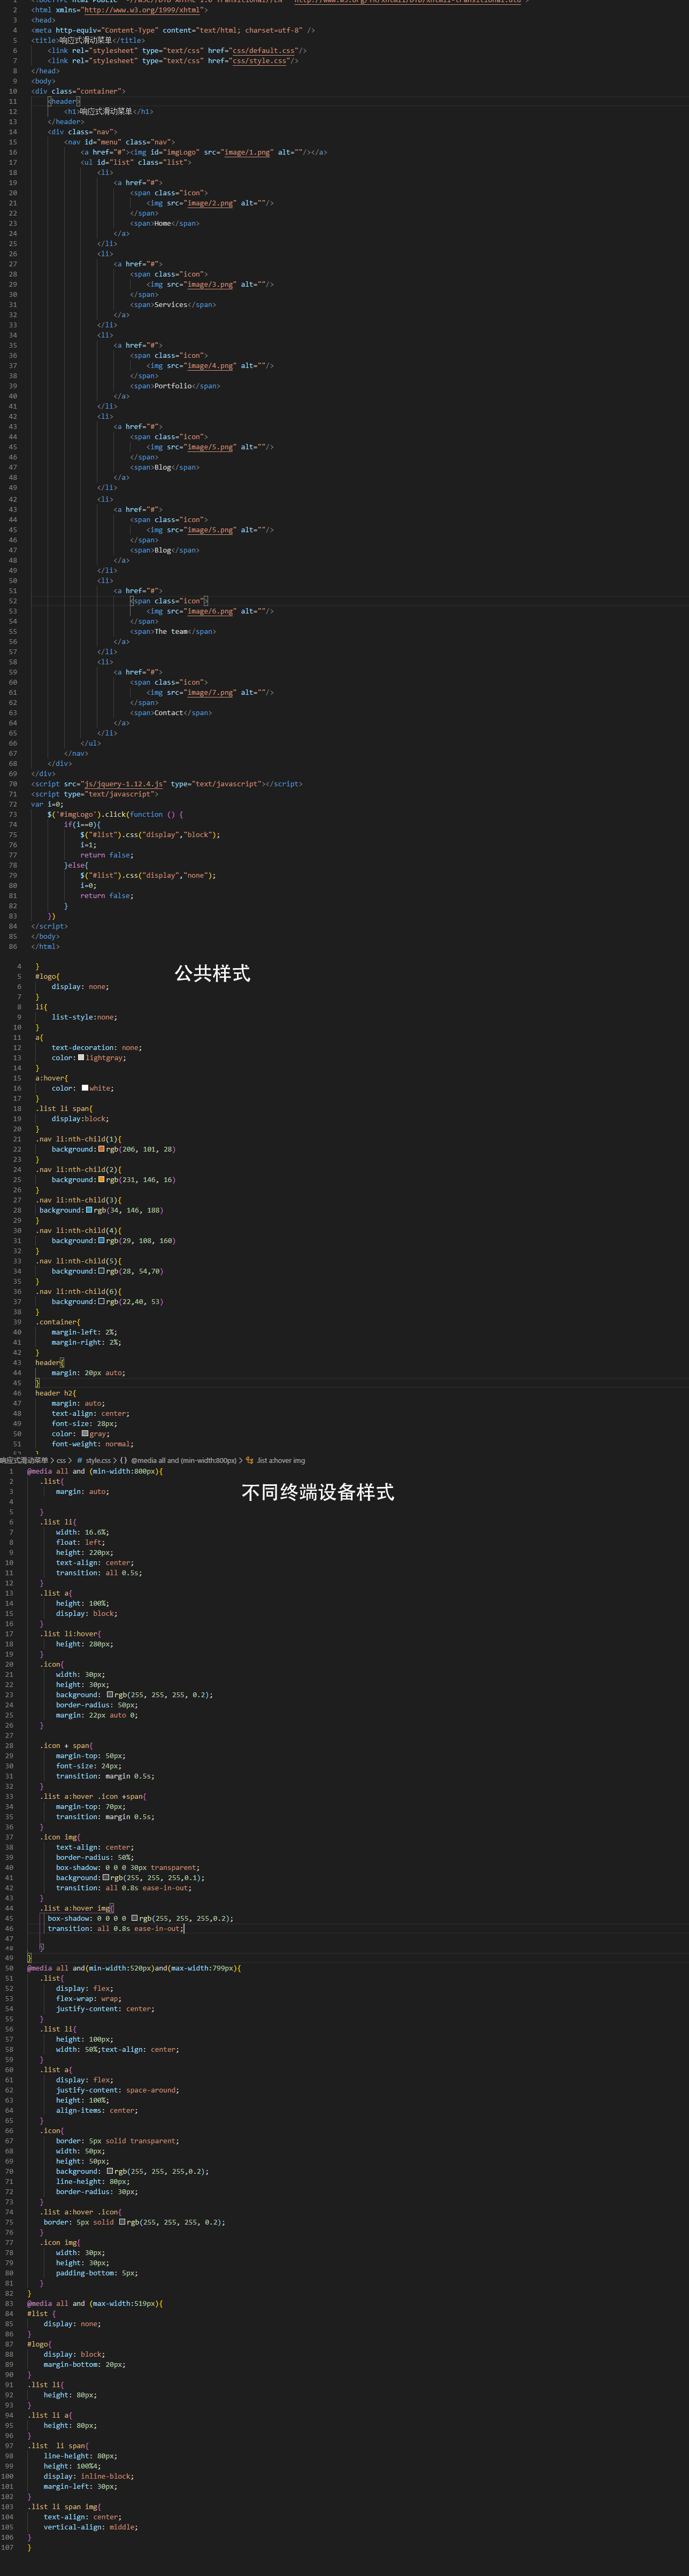 <!DOCTYPE html PUBLIC "-//W3C//DTD XHTML 1.0 Transitional//EN" "http://www.w3.org/TR/xhtml1/DTD/xhtml1-transitional.dtd">
2 <html xmlns="http://www.w3.org/1999/xhtml">
3 <head>
4 <meta http-equiv="Content-Type" content="text/html; charset=utf-8" />
5 <title>响应式滑动菜单</title>
6 <link rel="stylesheet" type="text/css" href="css/default.css"/>
7 <link rel="stylesheet" type="text/css" href="css/style.css"/>
8 </head>
9 <body>
10 <div class="container">
11 <header>
12 <h1>响应式滑动菜单</h1>
13 </header>
14 <div class="nav">
15 <nav id="menu" class="nav">
16 <a href="#"><img id="imgLogo" src="image/1.png" alt=""/></a>
17 <ul id="list" class="list">
18 <li>
19 <a href="#">
20 <span class="icon">
21 <img src="image/2.png" alt=""/>
22 </span>
23 <span>Home</span>
24 </a>
25 </li>
26 <li>
27 <a href="#">
28 <span class="icon">
29 <img src="image/3.png" alt=""/>
30 </span>
31 <span>Services</span>
32 </a>
33 </li>
34 <li>
35 <a href="#">
36 <span class="icon">
37 <img src="image/4.png" alt=""/>
38 </span>
39 <span>Portfolio</span>
40 </a>
41 </li>
42 <li>
43 <a href="#">
44 <span class="icon">
45 <img src="image/5.png" alt=""/>
46 </span>
47 <span>Blog</span>
48 </a>
49 </li>
42 <li>
43 <a href="#">
44 <span class="icon">
45 <img src="image/5.png" alt=""/>
46 </span>
47 <span>Blog</span>
48 </a>
49 </li>
50 <li>
51 <a href="#">
52 <span class="icon">
53 <img src="image/6.png" alt=""/>
54 </span>
55 <span>The team</span>
56 </a>
57 </li>
58 <li>
59 <a href="#">
60 <span class="icon">
61 <img src="image/7.png" alt=""/>
62 </span>
63 <span>Contact</span>
64 </a>
65 </li>
66 </ul>
67 </nav>
68 </div>
69 </div>
70 <script src="js/jquery-1.12.4.js" type="text/javascript"></script>
71 <script type="text/javascript">
72 var i=0;
73 $('#imgLogo').click(function () {
74 if(i==0){
75 $("#list").css("display","block");
76 i=1;
77 return false;
78 }else{
79 $("#list").css("display","none");
80 i=0;
81 return false;
82 }
83 })
84 </script>
85 </body>
86 </html>
公共样式
4 }
5 #logo{
6 display: none;
7 }
8 li{
9 list-style:none;
10 }
11 a{
12 text-decoration: none;
13 color:lightgray;
14 }
15 a:hover{
16 color: white;
17 }
18 .list li span{
19 display:block;
20 }
21 .nav li:nth-child(1){
22 background:rgb(206, 101, 28)
23 }
24 .nav li:nth-child(2){
25 background:rgb(231, 146, 16)
26 }
27 .nav li:nth-child(3){
28 background:rgb(34, 146, 188)
29 }
30 .nav li:nth-child(4){
31 background:rgb(29, 108, 160)
32 }
33 .nav li:nth-child(5){
34 background:rgb(28, 54,70)
35 }
36 .nav li:nth-child(6){
37 background:rgb(22,40, 53)
38 }
39 .container{
40 margin-left: 2%;
41 margin-right: 2%;
42 }
43 header{
44 margin: 20px auto;
45 }
46 header h2{
47 margin: auto;
48 text-align: center;
49 font-size: 28px;
50 color: gray;
51 font-weight: normal;
响应式滑动菜单 > css > # style.css > {} @media all and (min-width:800px) > .list a:hover img
不同终端设备样式
1 @media all and (min-width:800px){
2 .list{
3 margin: auto;
4
5 }
6 .list li{
7 width: 16.6%;
8 float: left;
9 height: 220px;
10 text-align: center;
11 transition: all 0.5s;
12 }
13 .list a{
14 height: 100%;
15 display: block;
16 }
17 .list li:hover{
18 height: 280px;
19 }
20 .icon{
21 width: 30px;
22 height: 30px;
23 background: rgb(255, 255, 255, 0.2);
24 border-radius: 50px;
25 margin: 22px auto 0;
26 }
27
28 .icon + span{
29 margin-top: 50px;
30 font-size: 24px;
31 transition: margin 0.5s;
32 }
33 .list a:hover .icon +span{
34 margin-top: 70px;
35 transition: margin 0.5s;
36 }
37 .icon img{
38 text-align: center;
39 border-radius: 50%;
40 box-shadow: 0 0 0 30px transparent;
41 background:rgb(255, 255, 255,0.1);
42 transition: all 0.8s ease-in-out;
43 }
44 .list a:hover img{
45 box-shadow: 0 0 0 0 rgb(255, 255, 255,0.2);
46 transition: all 0.8s ease-in-out;
47
48 }
49 }
50 @media all and(min-width:520px)and(max-width:799px){
51 .list{
52 display: flex;
53 flex-wrap: wrap;
54 justify-content: center;
55 }
56 .list li{
57 height: 100px;
58 width: 50%;text-align: center;
59 }
60 .list a{
61 display: flex;
62 justify-content: space-around;
63 height: 100%;
64 align-items: center;
65 }
66 .icon{
67 border: 5px solid transparent;
68 width: 50px;
69 height: 50px;
70 background: rgb(255, 255, 255,0.2);
71 line-height: 80px;
72 border-radius: 30px;
73 }
74 .list a:hover .icon{
75 border: 5px solid rgb(255, 255, 255, 0.2);
76 }
77 .icon img{
78 width: 30px;
79 height: 30px;
80 padding-bottom: 5px;
81 }
82 }
83 @media all and (max-width:519px){
84 #list {
85 display: none;
86 }
87 #logo{
88 display: block;
89 margin-bottom: 20px;
90 }
91 .list li{
92 height: 80px;
93 }
94 .list li a{
95 height: 80px;
96 }
97 .list  li span{
98 line-height: 80px;
99 height: 100%4;
100 display: inline-block;
101 margin-left: 30px;
102 }
103 .list li span img{
104 text-align: center;
105 vertical-align: middle;
106 }
107 }